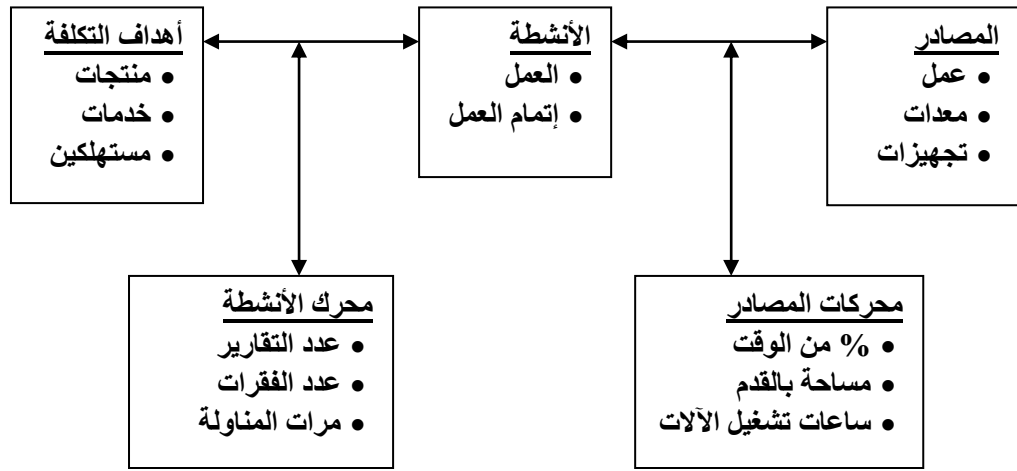 المصادر
• عمل
• معدات
• تجهيزات
الأنشطة
• العمل
• إتمام العمل
أهداف التكلفة
• منتجات
• خدمات
• مستهلكين
محركات المصادر
• % من الوقت
• مساحة بالقدم
• ساعات تشغيل الآلات
محرك الأنشطة
• عدد التقارير
• عدد الفقرات
• مرات المناولة